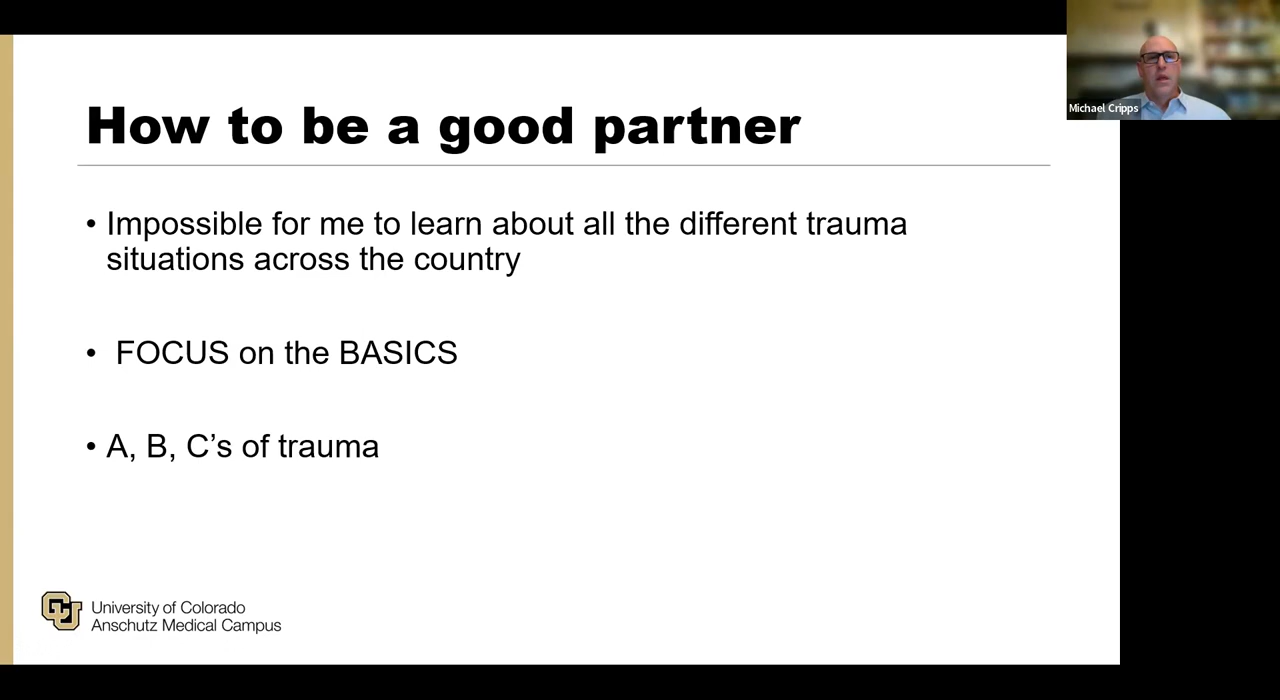 How to be a good partner
Michael Cripps
• Impossible for me to learn about all the different trauma
situations across the country
• FOCUS on the BASICS
• A, B, C’s of trauma
CU
University of Colorado
Anschutz Medical Campus